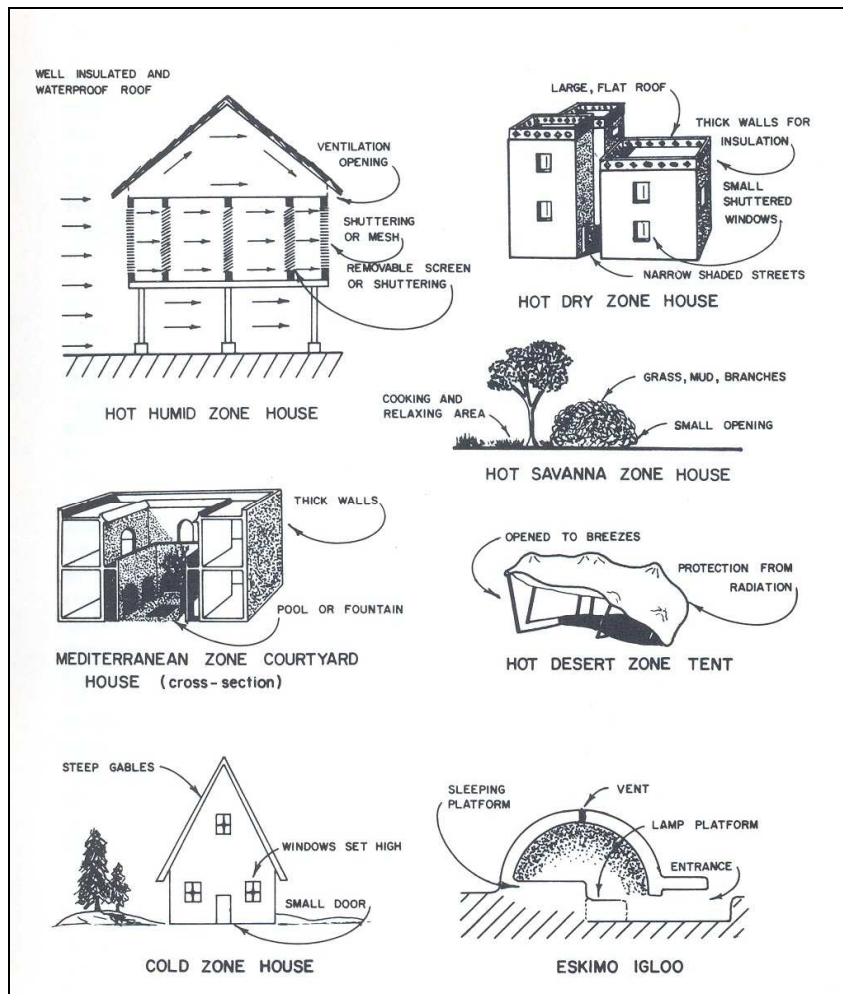 WELL INSULATED AND
WATERPROOF ROOF
VENTILATION
OPENING
SHUTTERING
OR MESH
REMOVABLE SCREEN
OR SHUTTERING
HOT HUMID ZONE HOUSE
LARGE, FLAT ROOF
THICK WALLS FOR
INSULATION
SMALL
SHUTTERED
WINDOWS
NARROW SHADED STREETS
HOT DRY ZONE HOUSE
COOKING AND
RELAXING AREA
GRASS, MUD, BRANCHES
SMALL OPENING
HOT SAVANNA ZONE HOUSE
THICK WALLS
POOL OR FOUNTAIN
MEDITERRANEAN ZONE COURTYARD
HOUSE (cross-section)
OPENED TO BREEZES
PROTECTION FROM
RADIATION
HOT DESERT ZONE TENT
STEEP GABLES
WINDOWS SET HIGH
SMALL DOOR
COLD ZONE HOUSE
SLEEPING
PLATFORM
VENT
LAMP PLATFORM
ENTRANCE
ESKIMO IGLOO